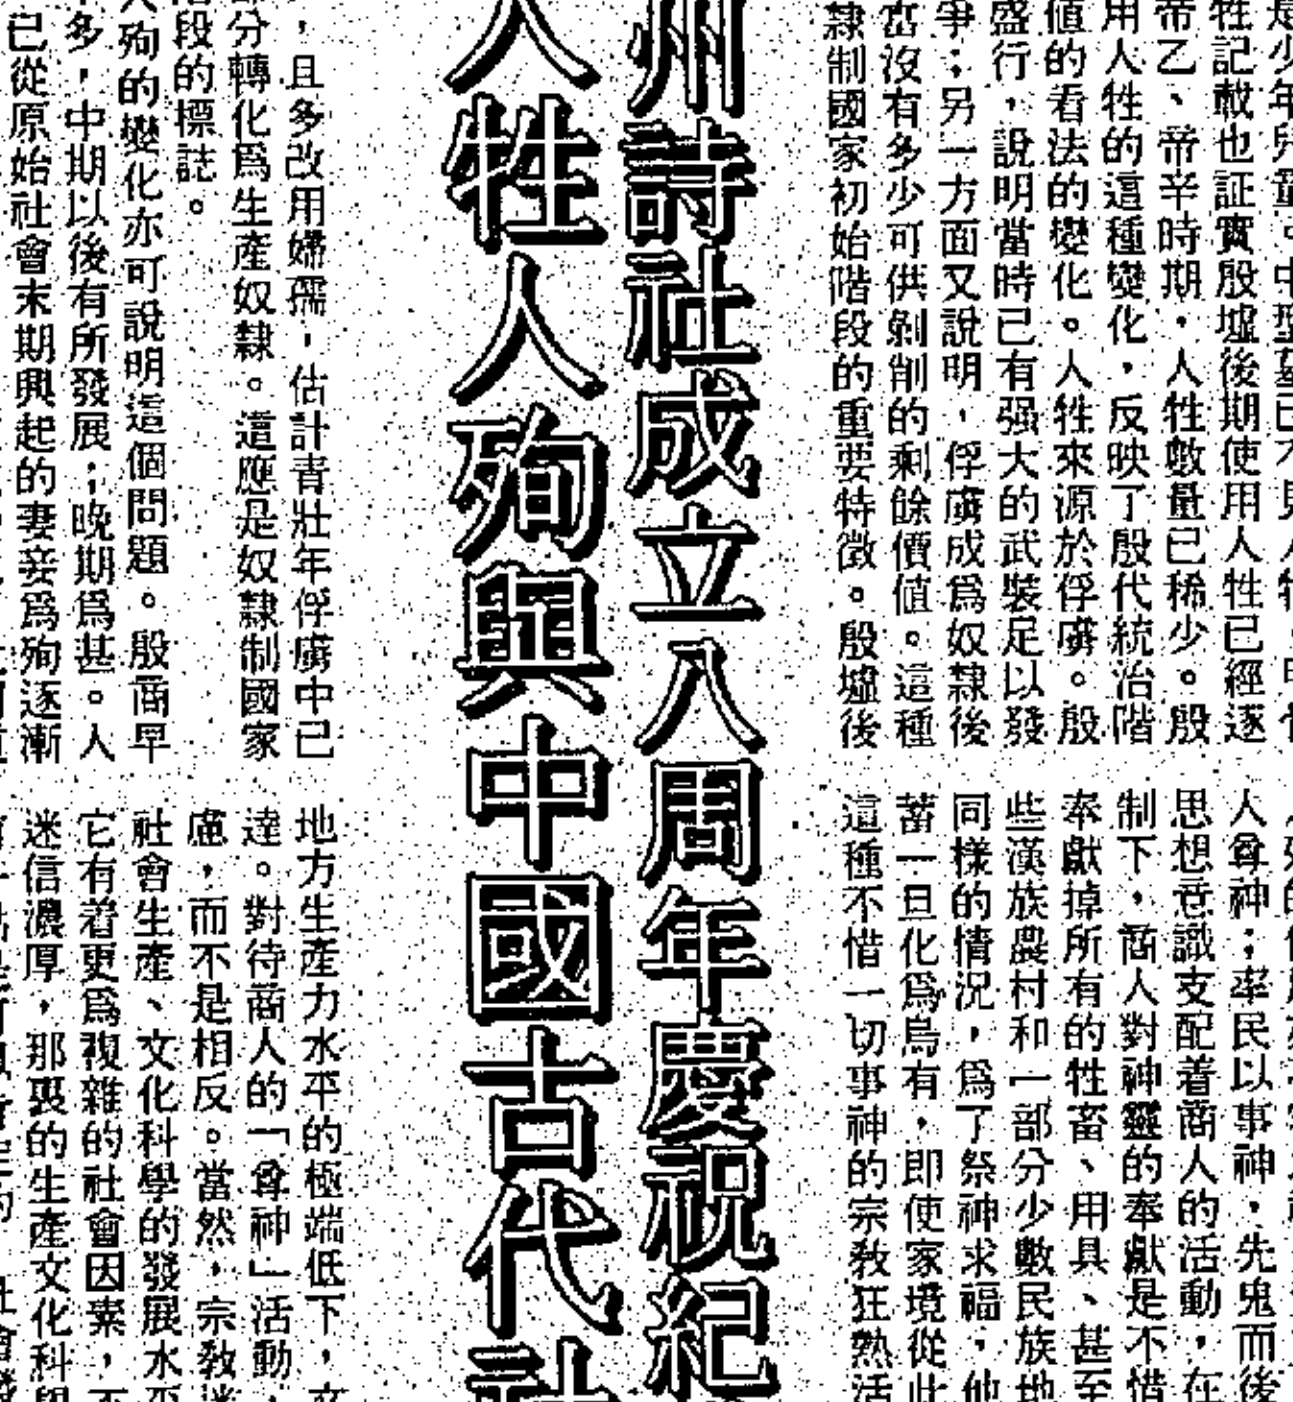 是少年兒童。中型墓已不見人牲。甲骨
牲記載也証實殷墟後期使用人牲已經逐
帝乙、帝辛時期，人牲數量已稀少。殷
用人牲的這種變化，反映了殷代統治階
值的看法的變化。人牲來源於俘虜。殷
盛行，說明當時已有强大的武裝足以發
爭；另一方面又說明，俘虜成爲奴隸後
當沒有多少可供剝削的剩餘價值。這種
隸制國家初始階段的重要特徵。殷墟後
人尊神；率民以事神，先鬼而後
思想意識支配着商人的活動，在
制下，商人對神靈的奉獻是不惜
奉獻掉所有的牲畜、用具、甚至
些漢族農村和一部分少數民族地
同樣的情況，爲了祭神求福，他
蓄一旦化爲烏有，即使家境從此
這種不惜一切事神的宗教狂熱活
州詩社成立八周年慶祝紀
人牲人殉與中國古代社
，且多改用婦孺，估計青壯年俘虜中已
部分轉化爲生產奴隸。這應是奴隸制國家
階段的標誌。
人殉的變化亦可說明這個問題。殷商早
多，中期以後有所發展；晚期爲甚。人
已從原始社會末期興起的妻妾爲殉逐漸
地方生產力水平的極端低下，文
達。對待商人的「尊神」活動，
慮，而不是相反。當然，宗教迷
社會生產、文化科學的發展水平
它有着更爲複雜的社會因素，不
迷信濃厚，那裏的生產文化科學